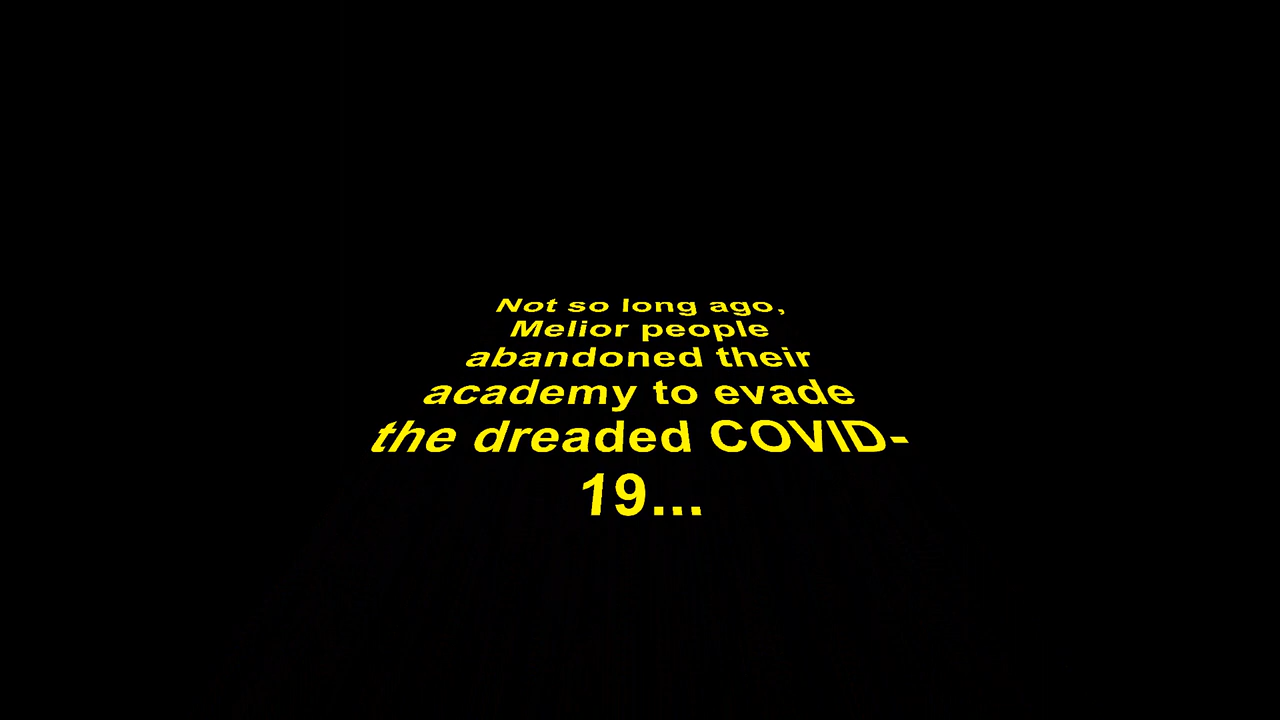 Not so long ago,
Melior people
abandoned their
academy to evade
the dreaded COVID-
19...